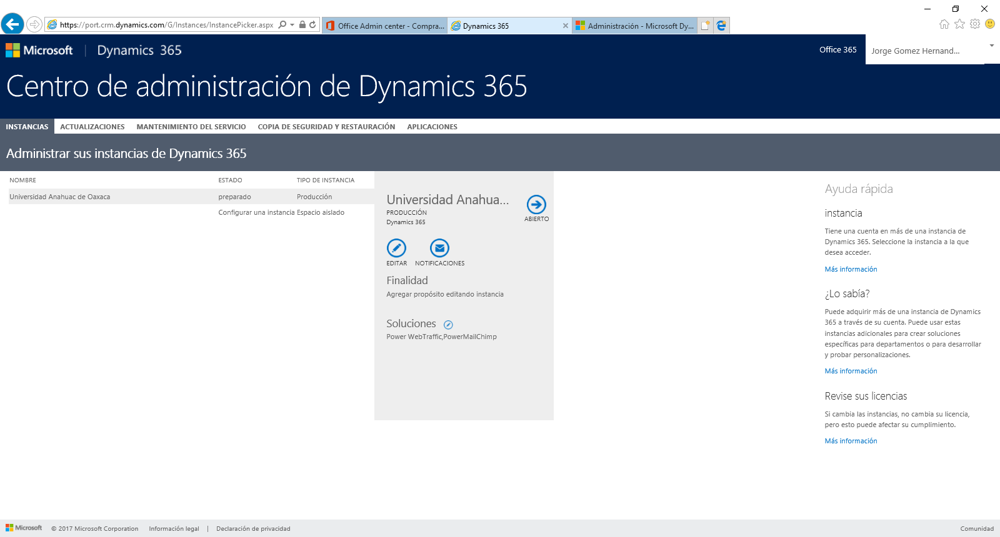 https://port.crm.dynamics.com/G/Instances/InstancePicker.aspx
Office Admin center - Compra...
Dynamics 365
Administración - Microsoft Dy...
Microsoft | Dynamics 365
Office 365
Jorge Gomez Hernand...
Centro de administración de Dynamics 365
INSTANCIAS ACTUALIZACIONES MANTENIMIENTO DEL SERVICIO COPIA DE SEGURIDAD Y RESTAURACIÓN APLICACIONES
Administrar sus instancias de Dynamics 365
NOMBRE ESTADO TIPO DE INSTANCIA
Universidad Anahuac de Oaxaca preparado Producción
Configurar una instancia Espacio aislado
Universidad Anahua...
PRODUCCIÓN
Dynamics 365
ABIERTO
EDITAR NOTIFICACIONES
Finalidad
Agregar propósito editando instancia
Soluciones
Power WebTraffic,PowerMailChimp
Ayuda rápida
instancia
Tiene una cuenta en más de una instancia de
Dynamics 365. Seleccione la instancia a la que
desea acceder.
Más información
¿Lo sabía?
Puede adquirir más de una instancia de Dynamics
365 a través de su cuenta. Puede usar estas
instancias adicionales para crear soluciones
específicas para departamentos o para desarrollar
y probar personalizaciones.
Más información
Revise sus licencias
Si cambia las instancias, no cambia su licencia,
pero esto puede afectar su cumplimiento.
Más información
Microsoft © 2017 Microsoft Corporation Información legal | Declaración de privacidad
Comunidad